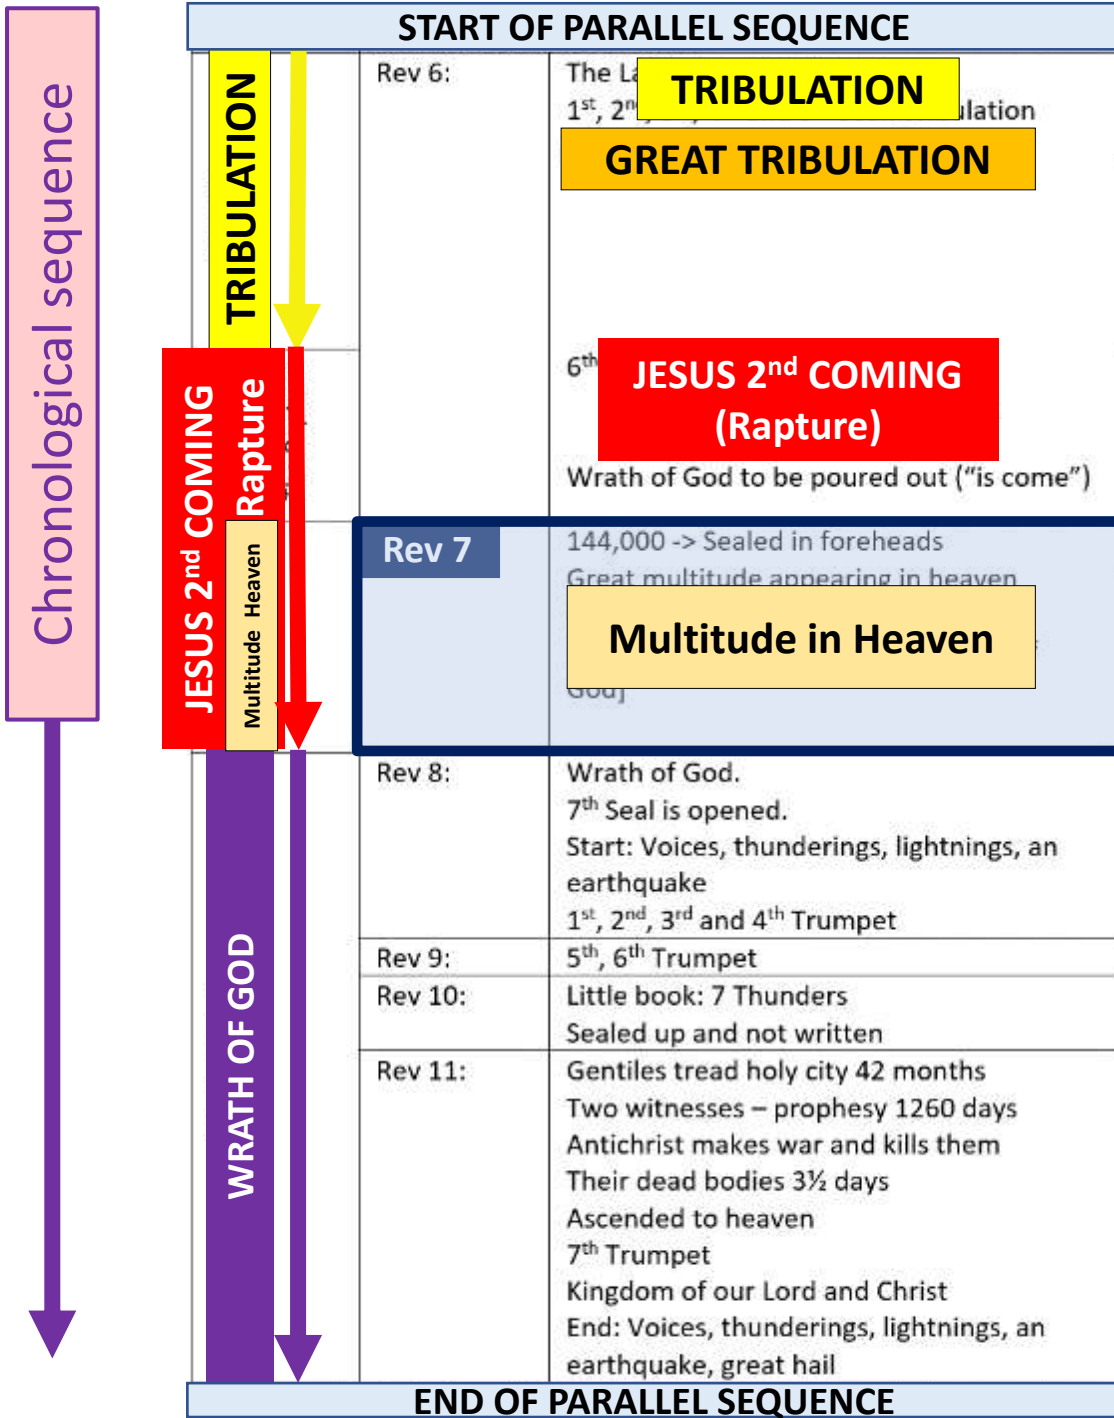 START OF PARALLEL SEQUENCE
Chronological sequence
TRIBULATION
Rev 6:
The La
TRIBULATION
1st, 2n
ulation
GREAT TRIBULATION
JESUS 2nd COMING
Rapture
6th
JESUS 2nd COMING
(Rapture)
Wrath of God to be poured out (“is come”)
Multitude Heaven
Rev 7
144,000 -> Sealed in foreheads
Great multitude appearing in heaven
Multitude in Heaven
God]
WRATH OF GOD
Rev 8:
Wrath of God.
7th Seal is opened.
Start: Voices, thunderings, lightnings, an
earthquake
1st, 2nd, 3rd and 4th Trumpet
Rev 9:
5th, 6th Trumpet
Rev 10:
Little book: 7 Thunders
Sealed up and not written
Rev 11:
Gentiles tread holy city 42 months
Two witnesses – prophesy 1260 days
Antichrist makes war and kills them
Their dead bodies 3½ days
Ascended to heaven
7th Trumpet
Kingdom of our Lord and Christ
End: Voices, thunderings, lightnings, an
earthquake, great hail
END OF PARALLEL SEQUENCE